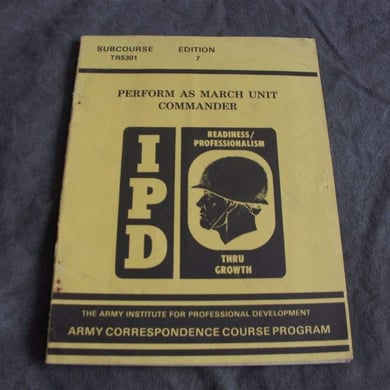 SUBCOURSE EDITION
TR5301 7
PERFORM AS MARCH UNIT
COMMANDER
IPD
READINESS/
PROFESSIONALISM
THRU
GROWTH
THE ARMY INSTITUTE FOR PROFESSIONAL DEVELOPMENT
ARMY CORRESPONDENCE COURSE PROGRAM